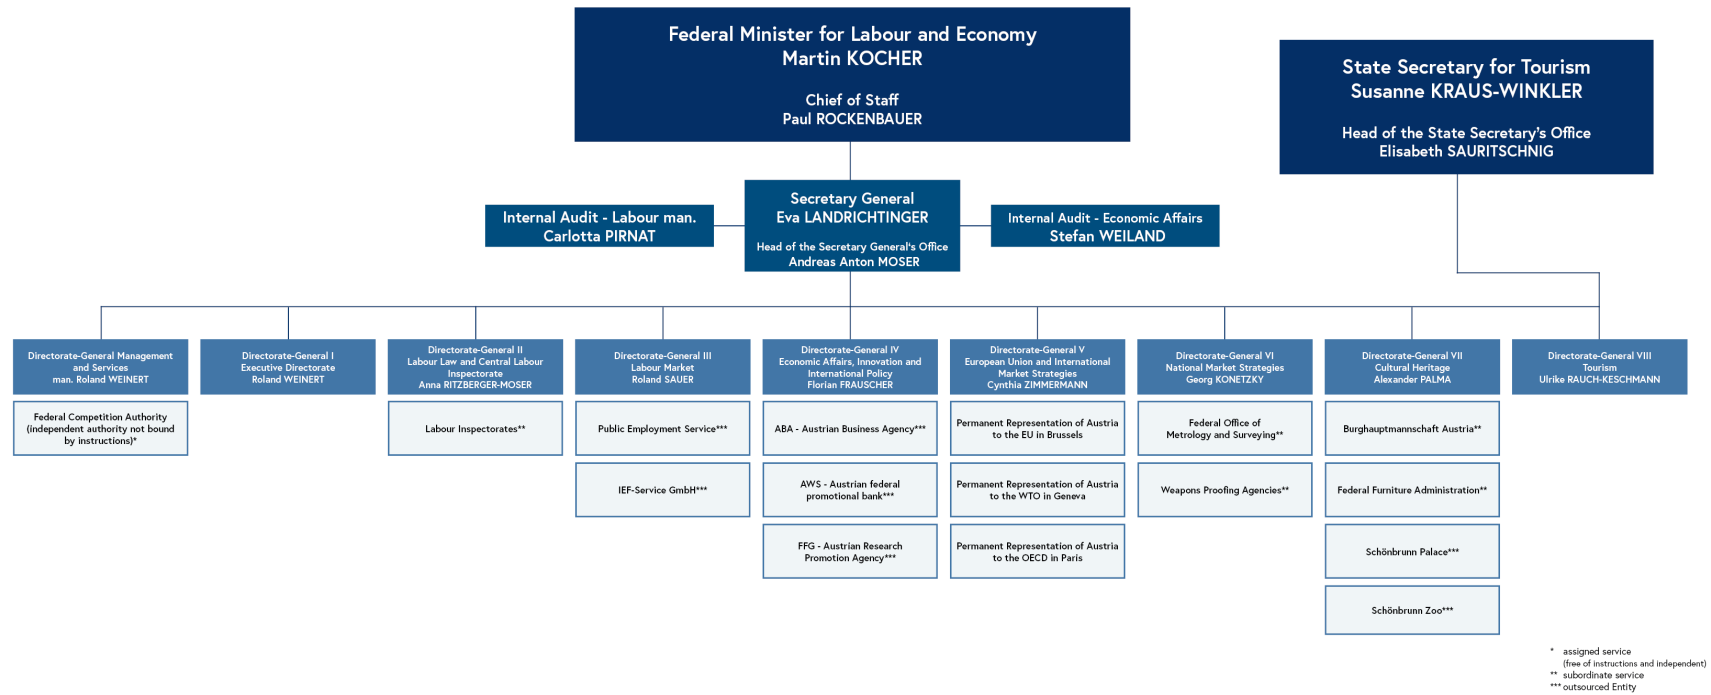 Federal Minister for Labour and Economy
Martin KOCHER
Chief of Staff
Paul ROCKENBAUER
State Secretary for Tourism
Susanne KRAUS-WINKLER
Head of the State Secretary's Office
Elisabeth SAURITSCHNIG
Internal Audit - Labour man.
Carlotta PIRNAT
Secretary General
Eva LANDRICHTINGER
Head of the Secretary General's Office
Andreas Anton MOSER
Internal Audit - Economic Affairs
Stefan WEILAND
Directorate-General Management
and Services
man. Roland WEINERT
Directorate-General I
Executive Directorate
Roland WEINERT
Directorate-General II
Labour Law and Central Labour
Inspectorate
Anna RITZBERGER-MOSER
Directorate-General III
Labour Market
Roland SAUER
Directorate-General IV
Economic Affairs, Innovation and
International Policy
Florian FRAUSCHER
Directorate-General V
European Union and International
Market Strategies
Cynthia ZIMMERMANN
Directorate-General VI
National Market Strategies
Georg KONETZKY
Directorate-General VII
Cultural Heritage
Alexander PALMA
Directorate-General VIII
Tourism
Ulrike RAUCH-KESCHMANN
Federal Competition Authority
(independent authority not bound
by instructions)*
Labour Inspectorates**
Public Employment Service***
IEF-Service GmbH***
ABA - Austrian Business Agency***
AWS - Austrian federal
promotional bank***
FFG - Austrian Research
Promotion Agency***
Permanent Representation of Austria
to the EU in Brussels
Permanent Representation of Austria
to the WTO in Geneva
Permanent Representation of Austria
to the OECD in Paris
Federal Office of
Metrology and Surveying**
Weapons Proofing Agencies**
Burghauptmannschaft Austria**
Federal Furniture Administration**
Schönbrunn Palace***
Schönbrunn Zoo***
* assigned service
(free of instructions and independent)
** subordinate service
*** outsourced Entity